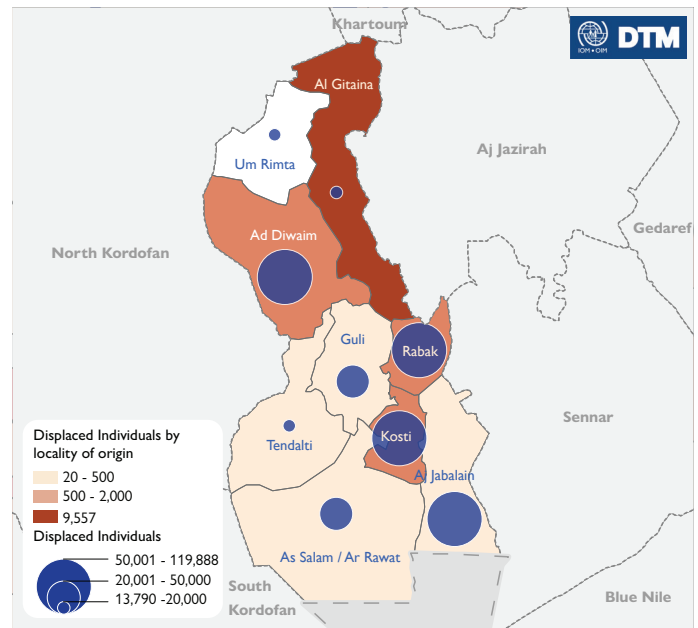 Khartoum
IOM • OIM
DTM
Al Gitaina
Aj Jazirah
Um Rimta
Gedaref
Ad Diwaim
North Kordofan
Guli
Rabak
Sennar
Kosti
Tendalti
Al Jabalain
As Salam / Ar Rawat
South
Kordofan
Blue Nile
Displaced Individuals by
locality of origin
20 - 500
500 - 2,000
9,557
Displaced Individuals
50,001 - 119,888
20,001 - 50,000
13,790 -20,000